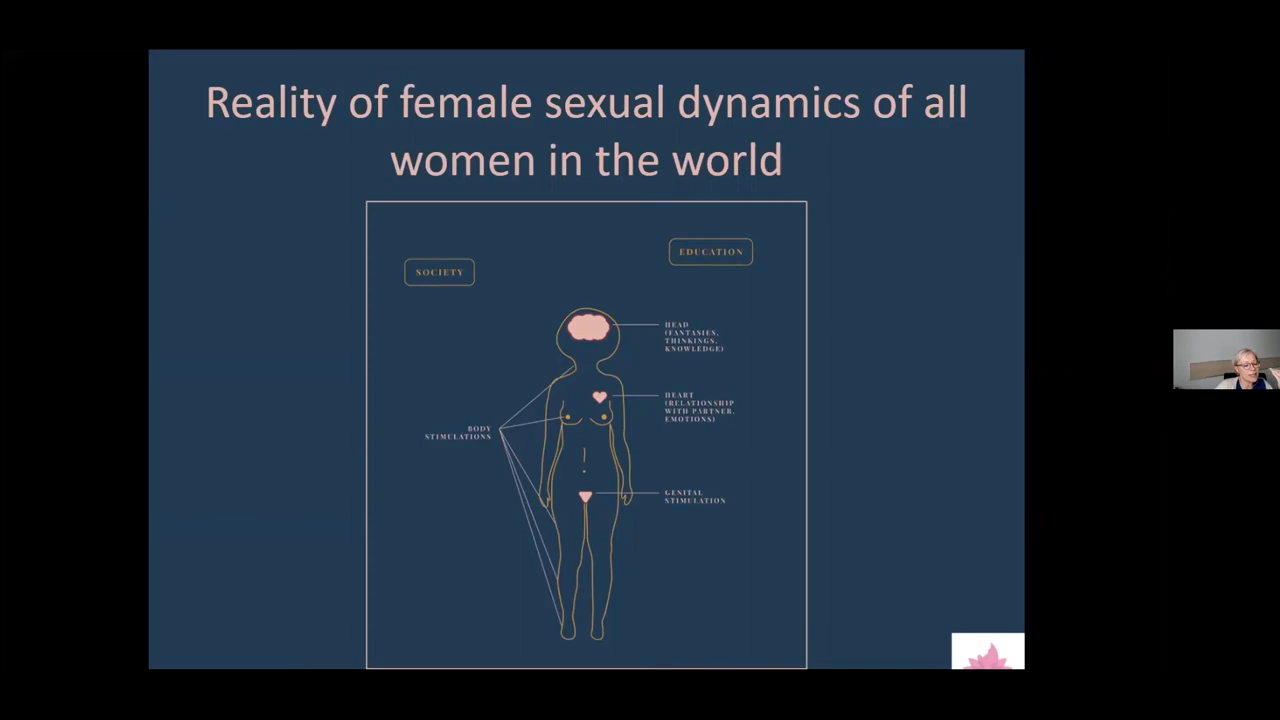 Reality of female sexual dynamics of all
women in the world
SOCIETY
EDUCATION
HEAD
(FANTASIES,
THINKINGS,
KNOWLEDGE)
HEART
(RELATIONSHIP
WITH PARTNER,
EMOTIONS)
BODY
STIMULATIONS
GENITAL
STIMULATION